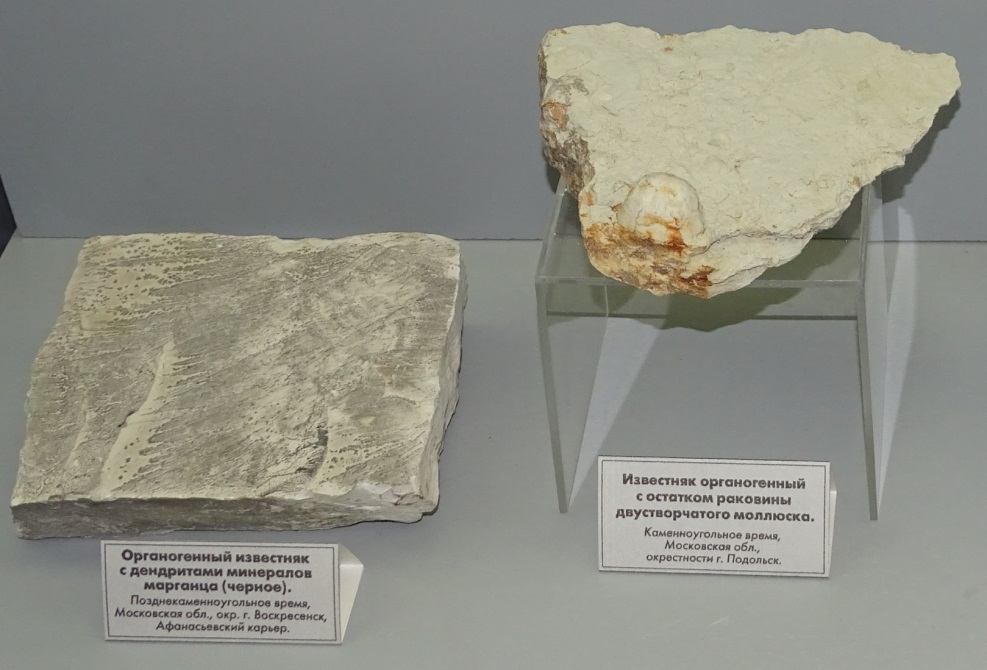 Органогенный известняк
с дендритами минералов
марганца (черное).
Позднекаменноугольное время,
Московская обл., окр. г. Воскресенск,
Афанасьевский карьер.
Известняк органогенный
с остатком раковины
двустворчатого моллюска.
Каменноугольное время,
Московская обл.,
окрестности г. Подольск.